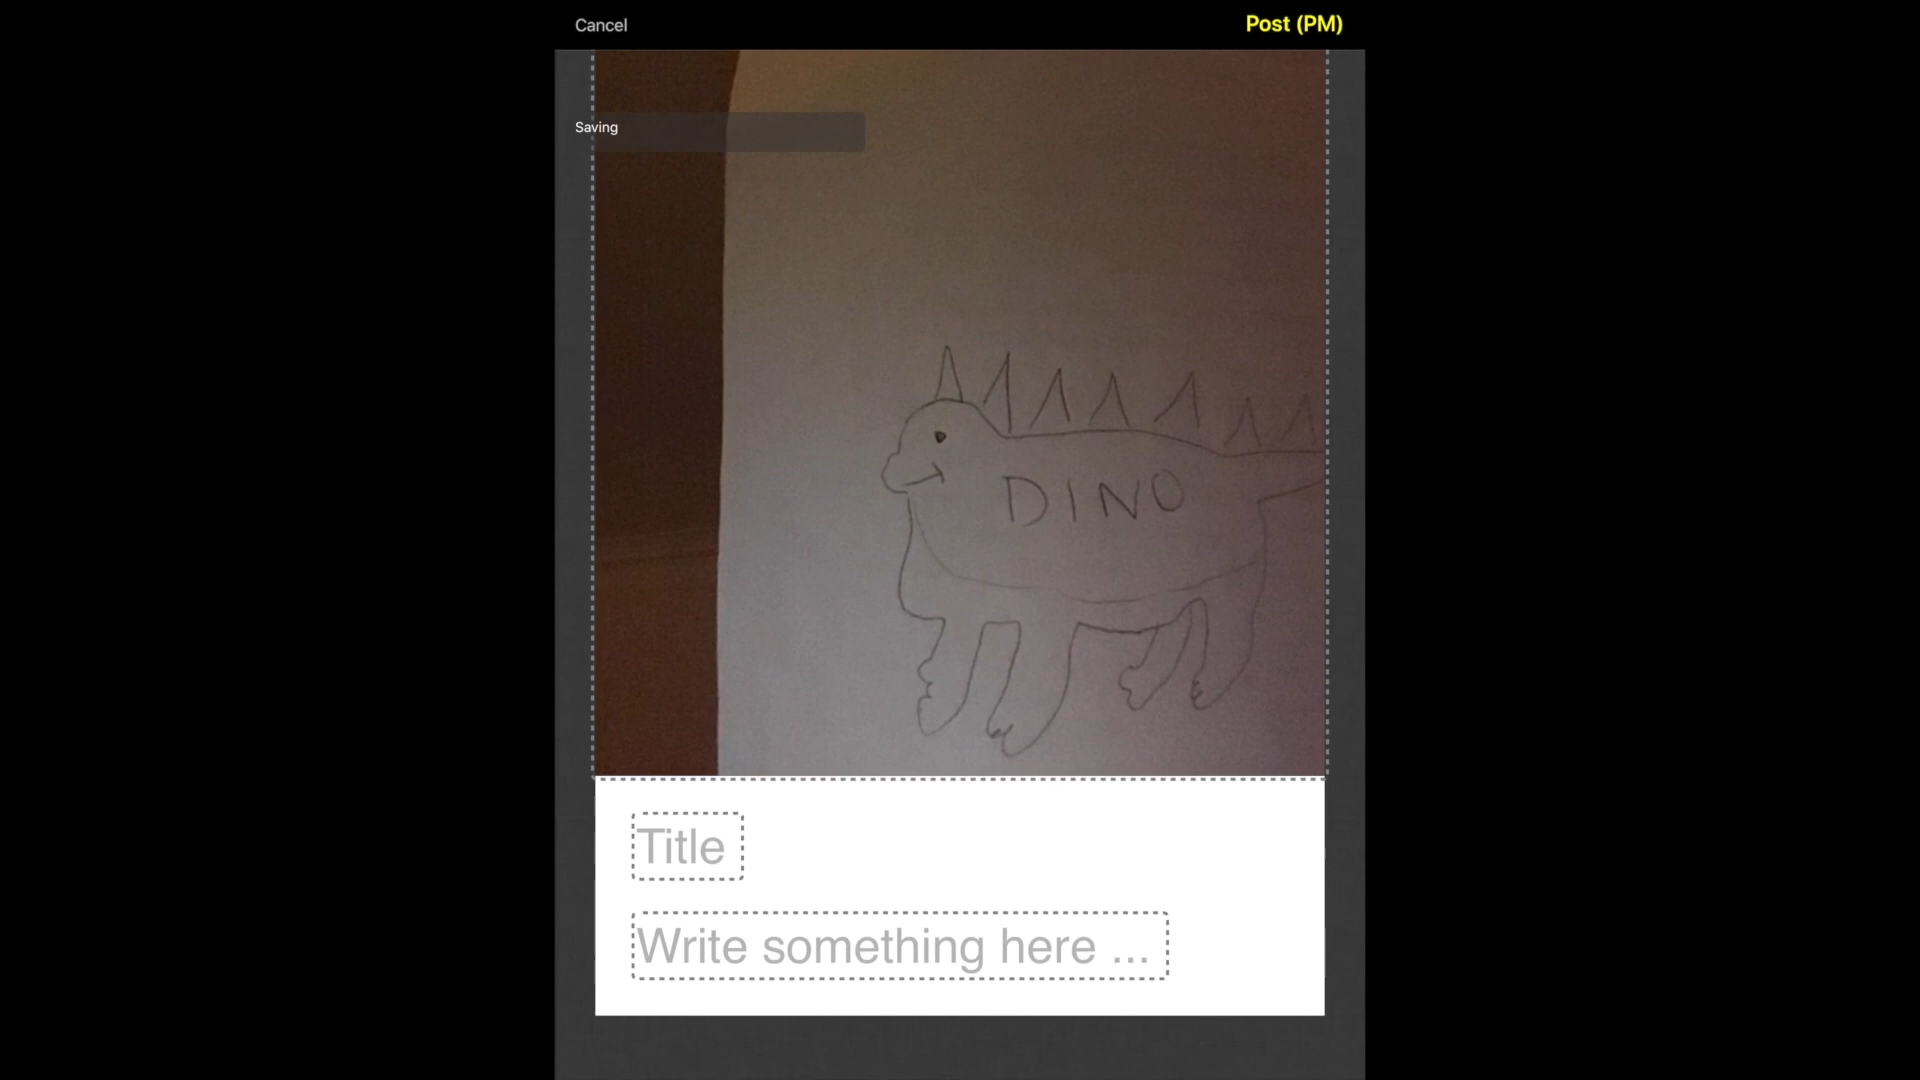 Cancel
Post (PM)
Saving
DINO
Title
Write something here ...